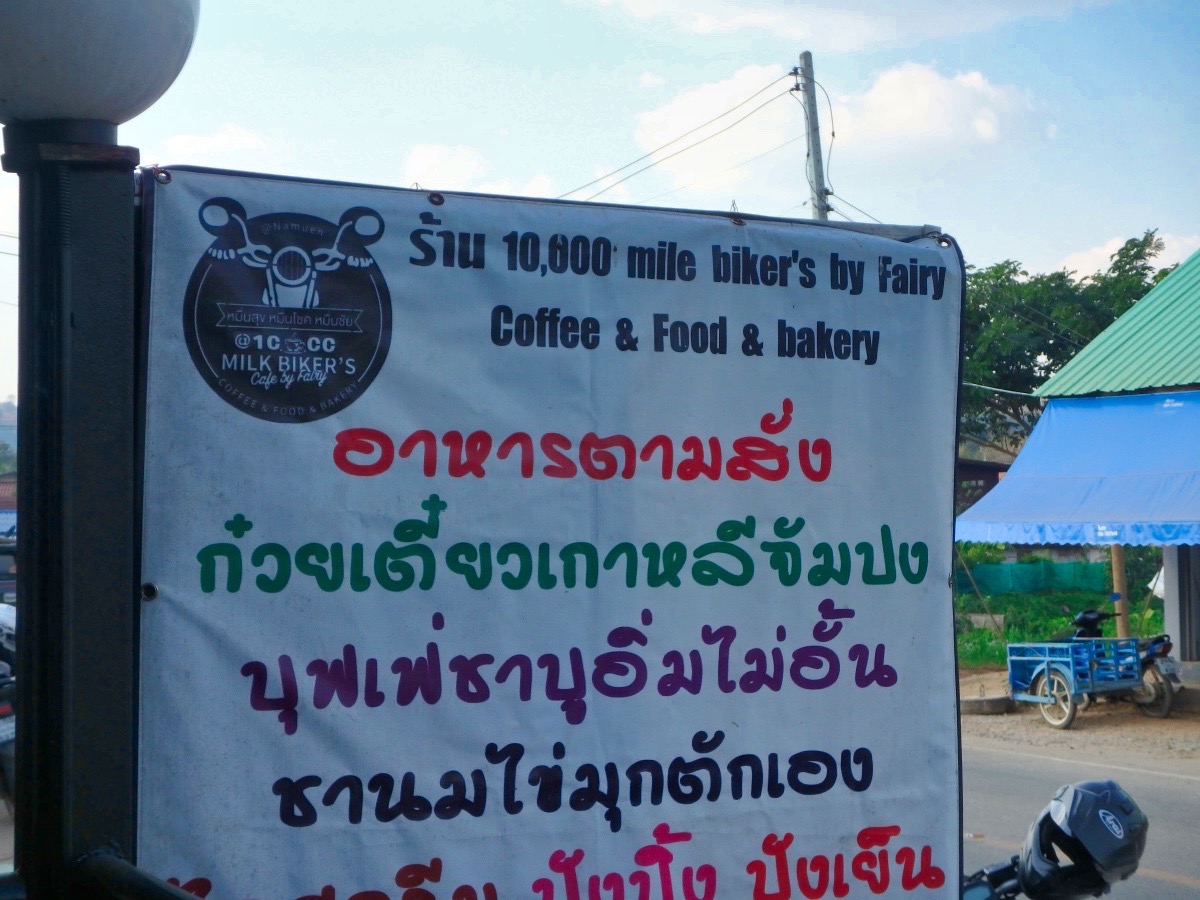 @Namuen
หมื่นสุข หมื่นโชค หมื่นชัย
@10 CC
MILK BIKER'S
Cafe by Fairy
COFFEE & FOOD & BAKERY
ร้าน 10,000 mile biker's by Fairy
Coffee & Food & bakery
อาหารตามสั่ง
ก๋วยเตี๋ยวเกาหลีจัมปง
บุฟเฟ่ชาบูอิ่มไม่อั้น
ชานมไข่มุกตักเอง
ปังปิ้ง ปังเย็น